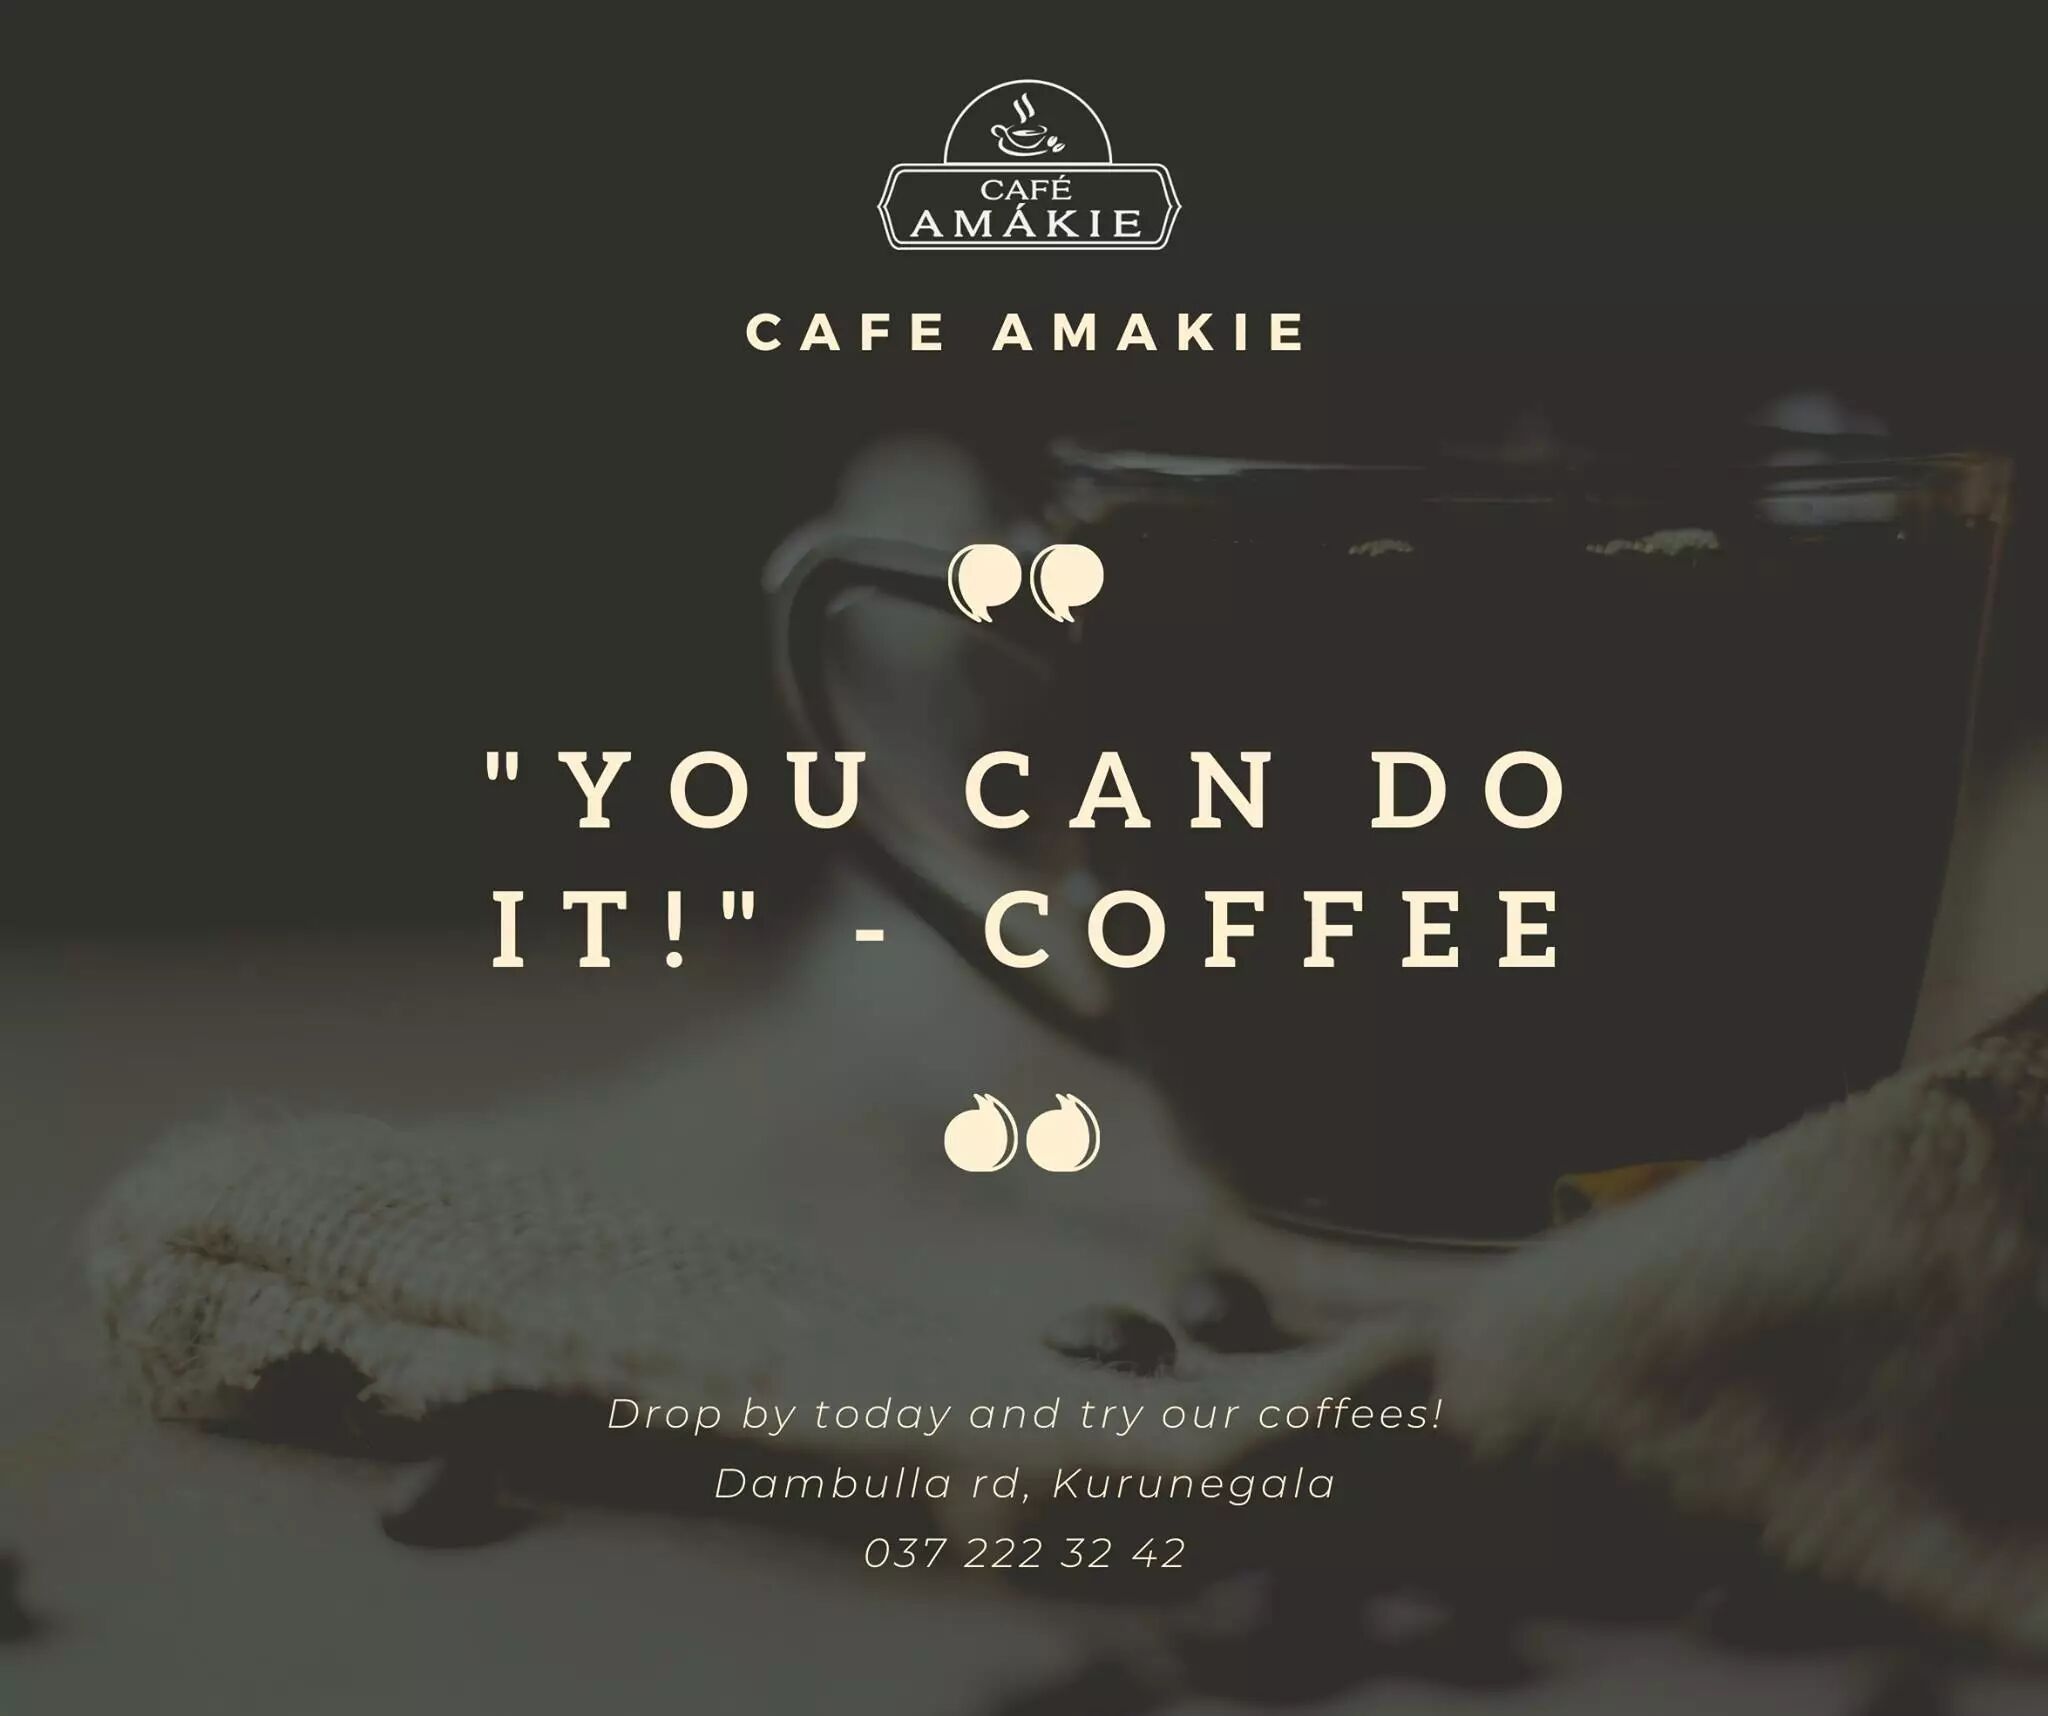 CAFÉ
AMÁKIE
CAFE AMAKIE
"YOU CAN DO
IT!" - COFFEE
Drop by today and try our coffees!
Dambulla rd, Kurunegala
037 222 32 42